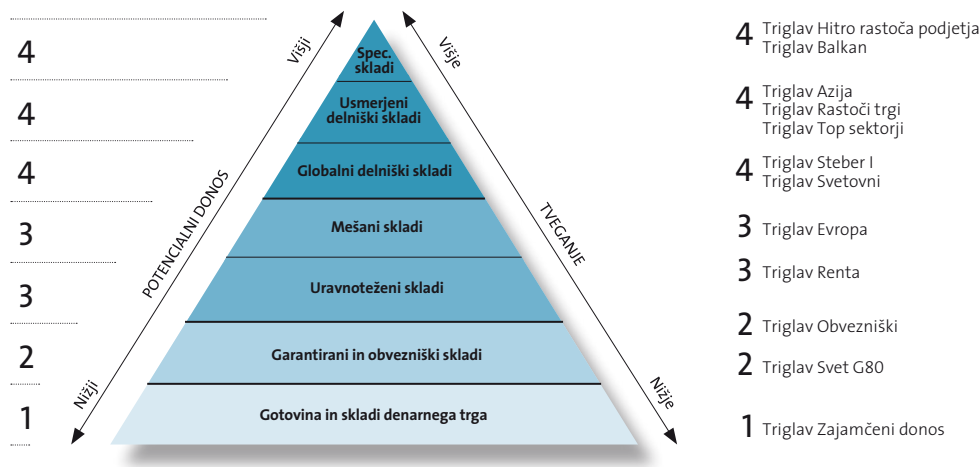 4
4
4
3
3
2
1
Višji
POTENCIALNI DONOS
Nižji
Spec.
skladi
Usmerjeni
delniški skladi
Globalni delniški skladi
Mešani skladi
Uravnoteženi skladi
Garantirani in obvezniški skladi
Gotovina in skladi denarnega trga
Višje
TVEGANJE
Nižje
4 Triglav Hitro rastoča podjetja
Triglav Balkan
4 Triglav Azija
Triglav Rastoči trgi
Triglav Top sektorji
4 Triglav Steber I
Triglav Svetovni
3 Triglav Evropa
3 Triglav Renta
2 Triglav Obvezniški
2 Triglav Svet G80
1 Triglav Zajamčeni donos